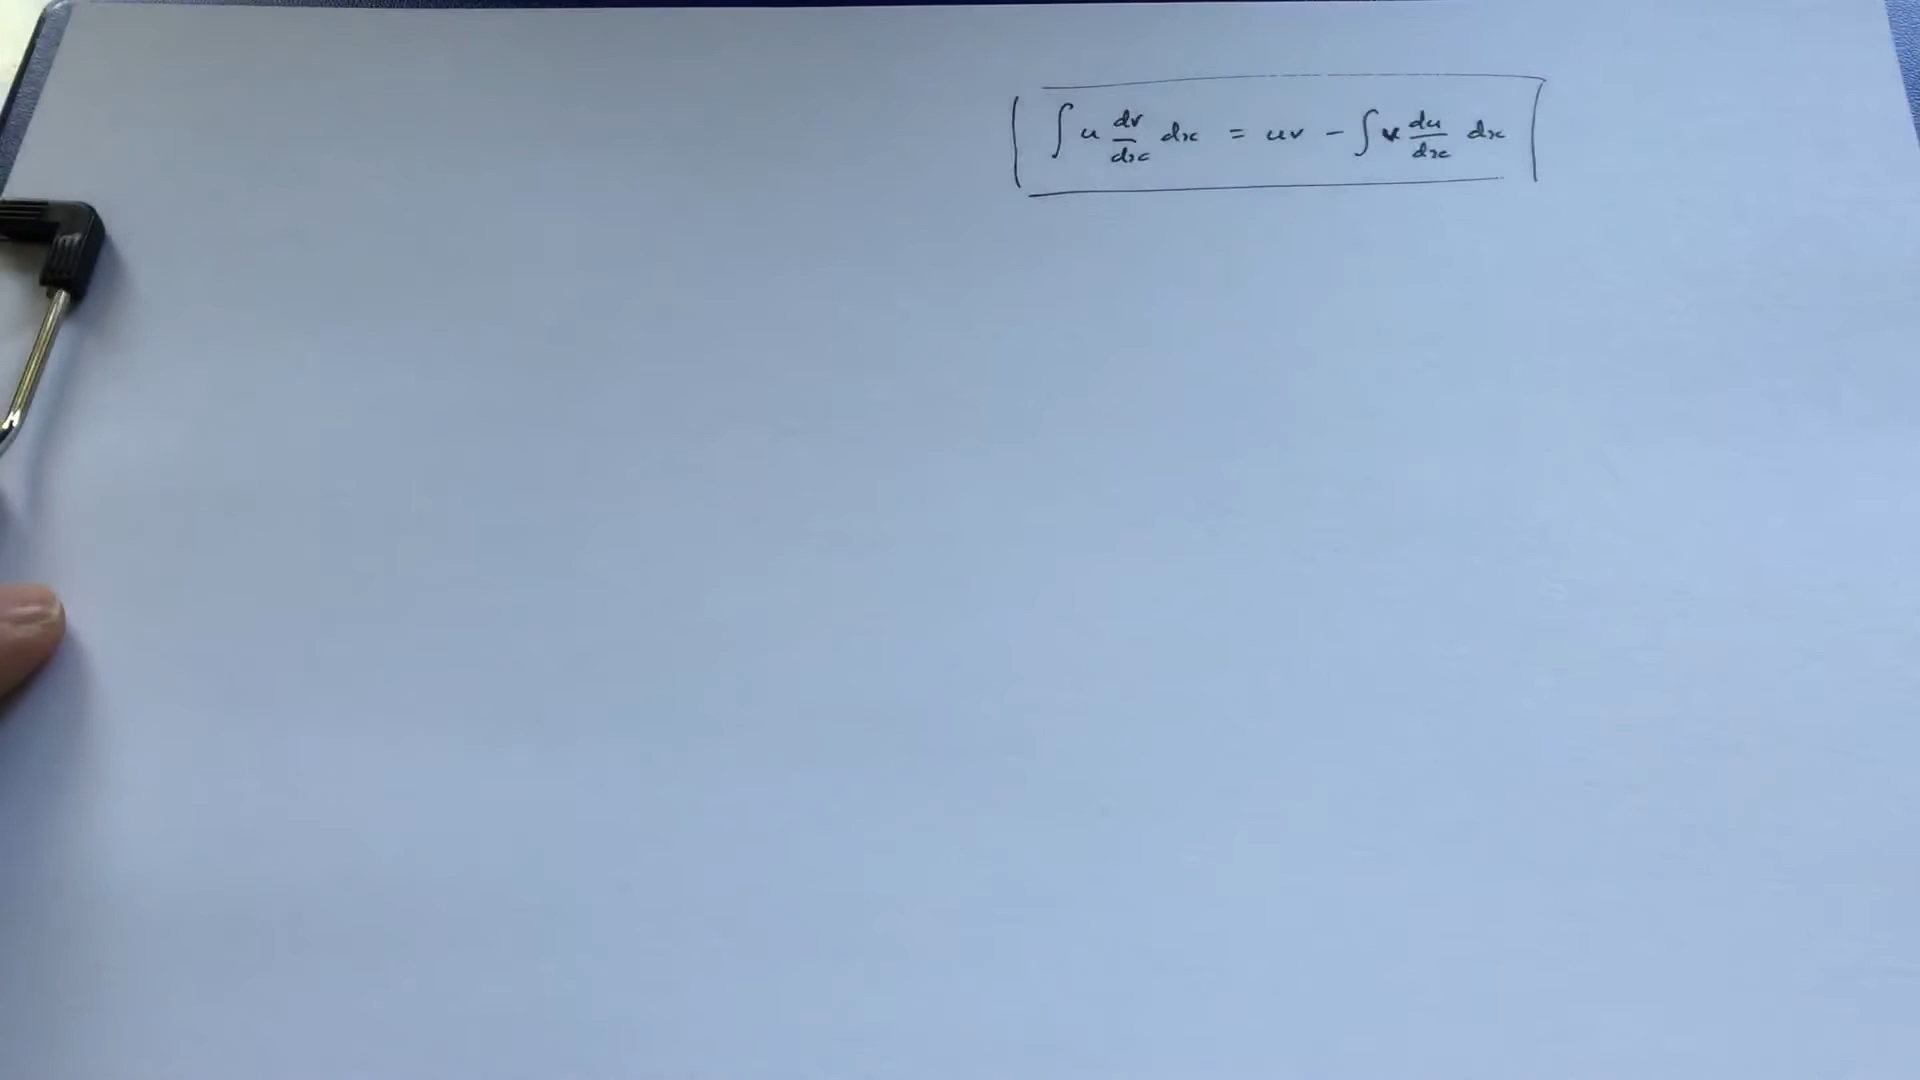 ∫ u dv/dx dx = uv - ∫ v du/dx dx